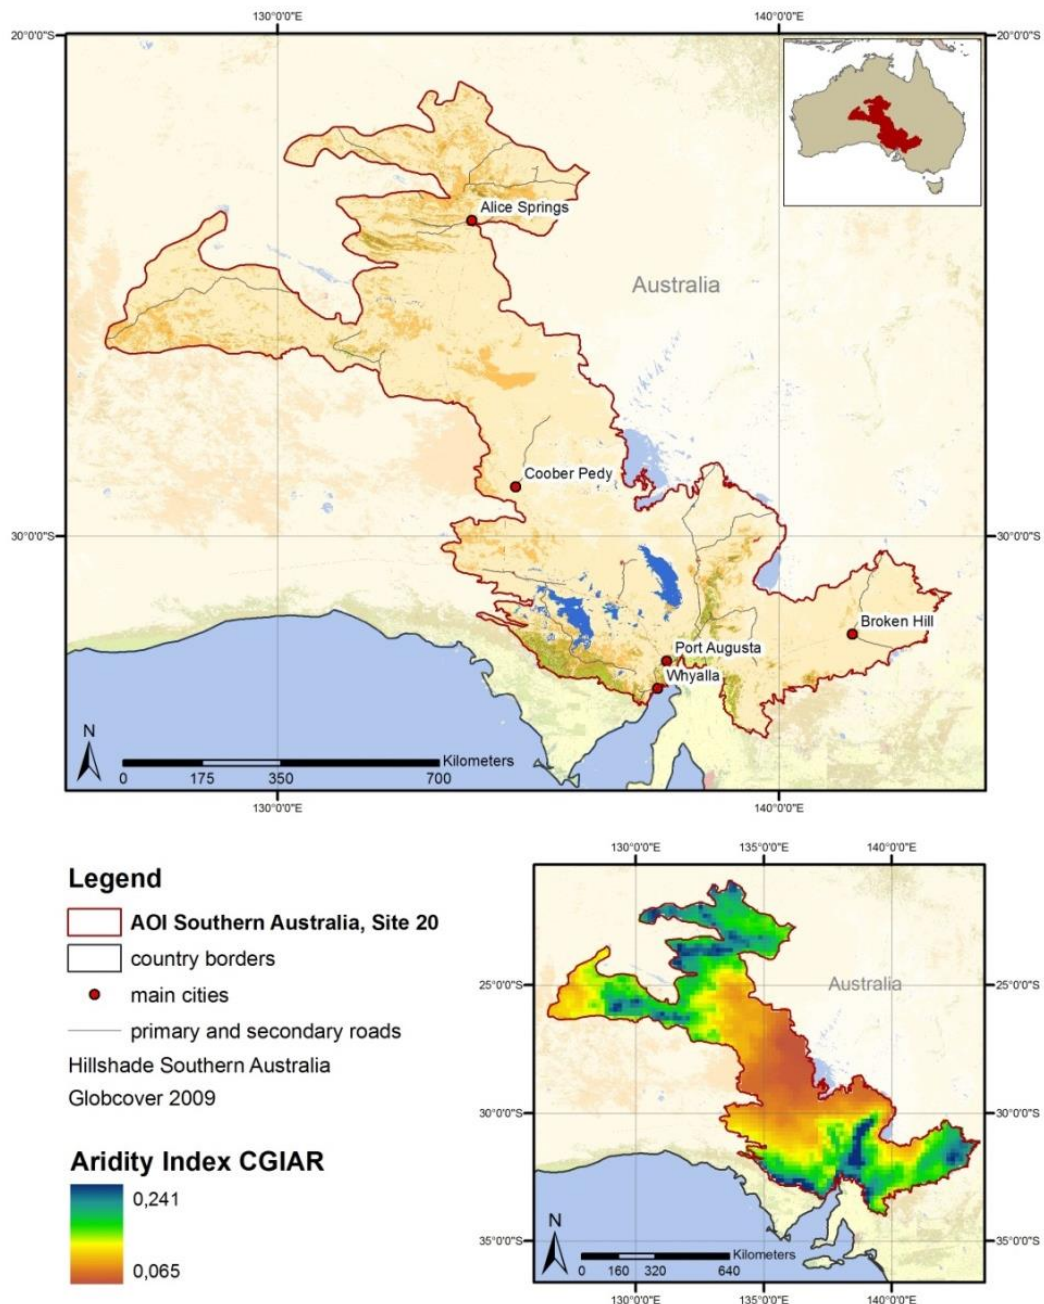 130°0'0"E 140°0'0"E
20°0'0"S 20°0'0"S
Alice Springs
Australia
Coober Pedy
30°0'0"S 30°0'0"S
Broken Hill
Port Augusta
Whyalla
N
Kilometers
0 175 350 700
130°0'0"E 140°0'0"E
Legend
AOI Southern Australia, Site 20
country borders
main cities
primary and secondary roads
Hillshade Southern Australia
Globcover 2009
Aridity Index CGIAR
0,241
0,065
130°0'0"E 135°0'0"E 140°0'0"E
25°0'0"S 25°0'0"S
Australia
30°0'0"S 30°0'0"S
35°0'0"S 35°0'0"S
N
Kilometers
0 160 320 640
130°0'0"E 135°0'0"E 140°0'0"E